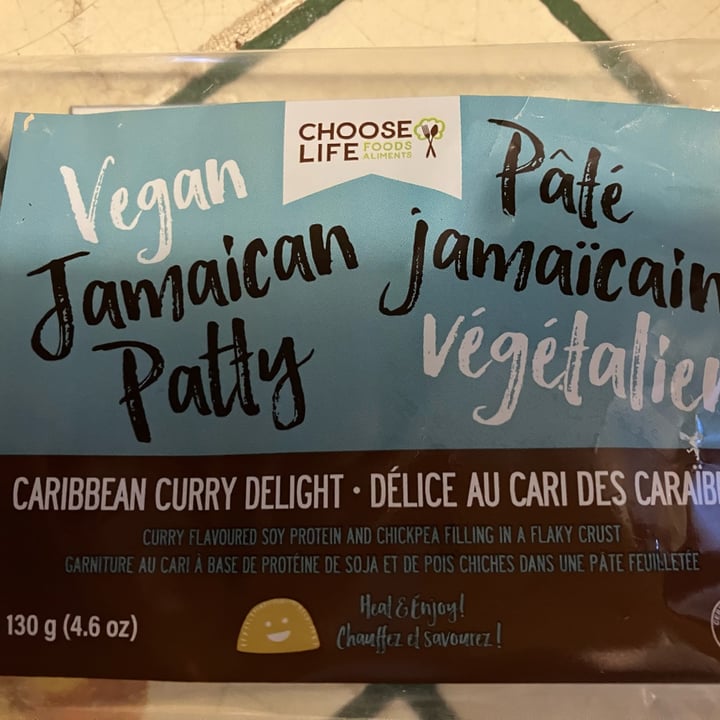 CHOOSE
LIFE FOODS
ALIMENTS
Vegan
Jamaican
Patty
Pâté
jamaïcain
végétalien
CARIBBEAN CURRY DELIGHT • DÉLICE AU CARI DES
CURRY FLAVOURED SOY PROTEIN AND CHICKPEA FILLING IN A FLAKY CRUST
GARNITURE AU CARI À BASE DE PROTÉINE DE SOJA ET DE POIS CHICHES DANS UNE PÂTE FEUILLETÉE
130 g (4.6 oz)
Heat & Enjoy!
Chauffez et savourez!